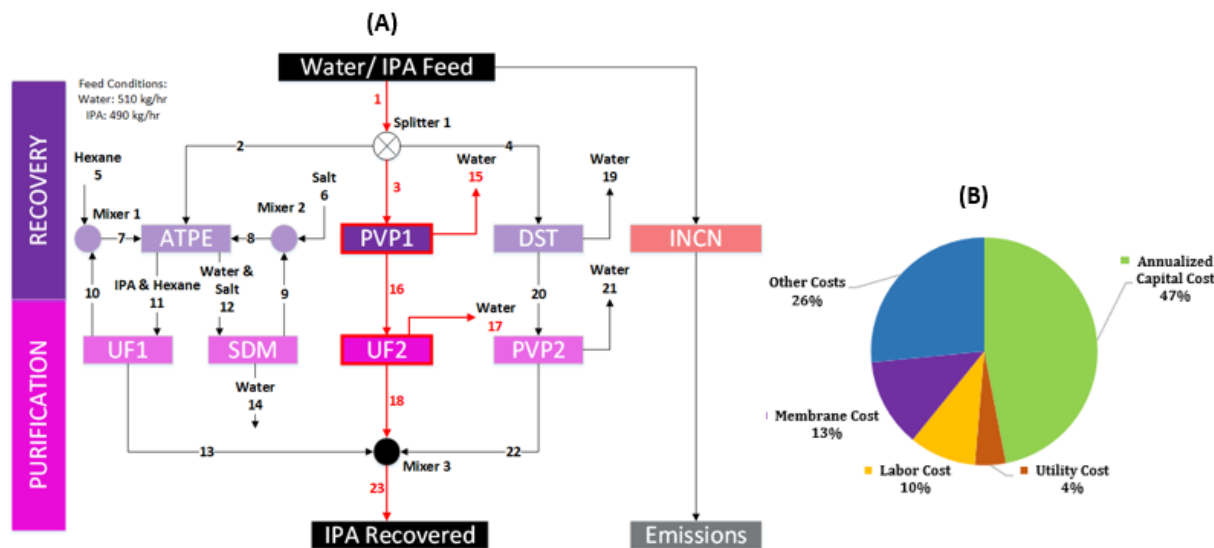 (A)
Water/ IPA Feed
Feed Conditions:
Water: 510 kg/hr
IPA: 490 kg/hr
1
Splitter 1
2
4
Hexane
5
Salt
6
Water
15
Water
19
3
Mixer 1
Mixer 2
7
ATPE
8
PVP1
DST
INCN
RECOVERY
10
IPA & Hexane
11
Water &
Salt
12
9
16
20
Water
21
Water
17
UF1
SDM
UF2
PVP2
Water
14
18
PURIFICATION
13
22
Mixer 3
23
IPA Recovered
Emissions
(B)
Other Costs
26%
Annualized
Capital Cost
47%
Membrane Cost
13%
Labor Cost
10%
Utility Cost
4%